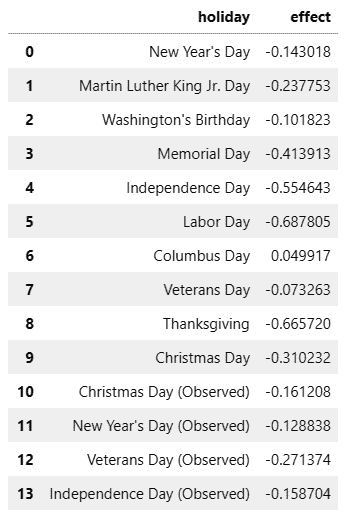 holiday effect
0 New Year's Day -0.143018
1 Martin Luther King Jr. Day -0.237753
2 Washington's Birthday -0.101823
3 Memorial Day -0.413913
4 Independence Day -0.554643
5 Labor Day -0.687805
6 Columbus Day 0.049917
7 Veterans Day -0.073263
8 Thanksgiving -0.665720
9 Christmas Day -0.310232
10 Christmas Day (Observed) -0.161208
11 New Year's Day (Observed) -0.128838
12 Veterans Day (Observed) -0.271374
13 Independence Day (Observed) -0.158704